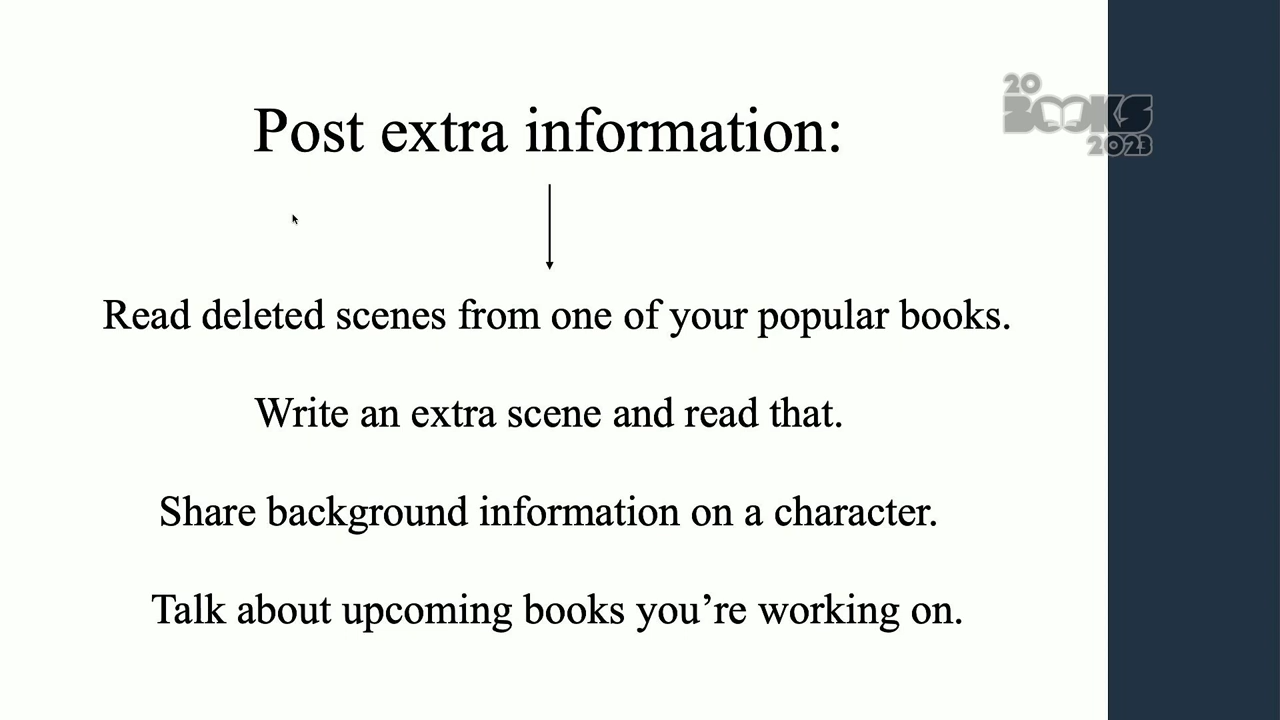 20
BOOKS
2023
Post extra information:
Read deleted scenes from one of your popular books.
Write an extra scene and read that.
Share background information on a character.
Talk about upcoming books you’re working on.